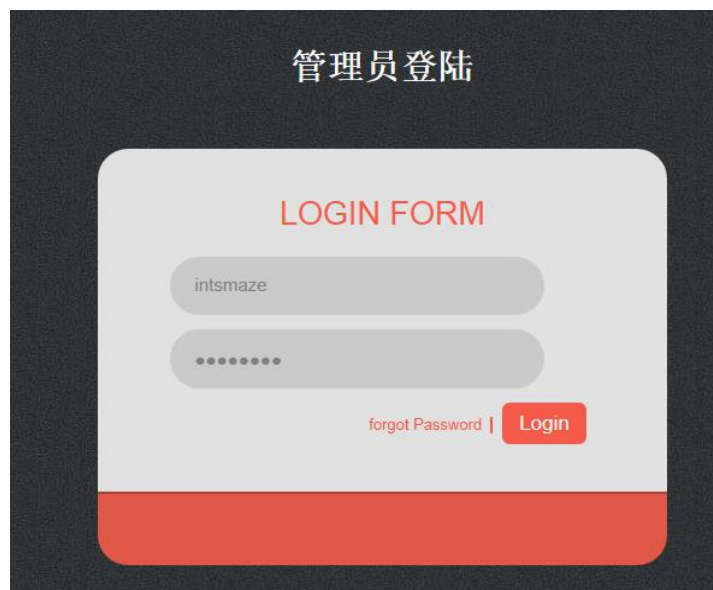 管理员登陆
LOGIN FORM
intsmaze
●●●●●●●●
forgot Password | Login